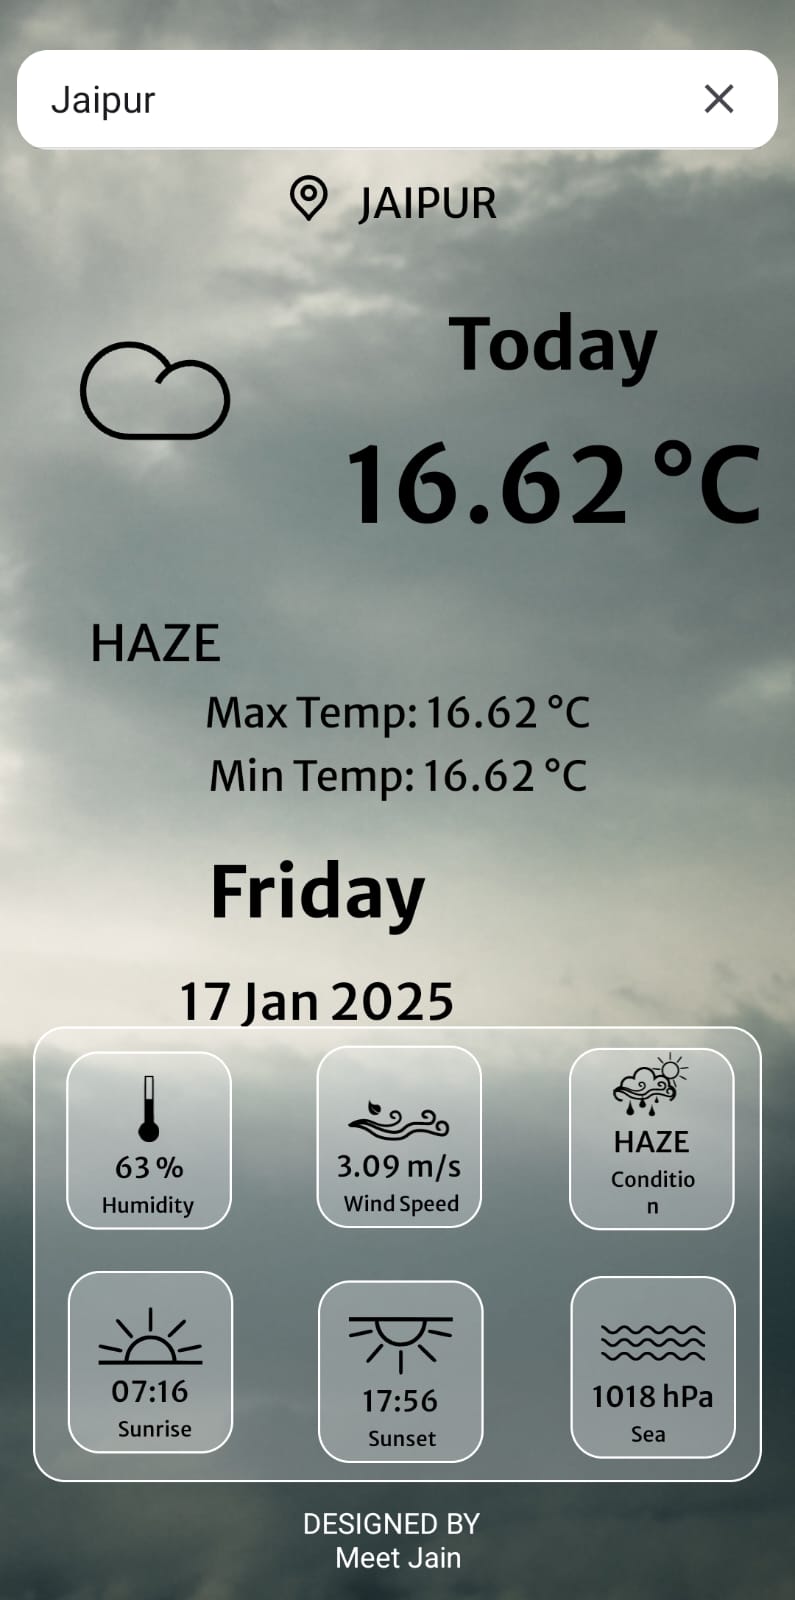 Jaipur
JAIPUR
Today
16.62 °C
HAZE
Max Temp: 16.62 °C
Min Temp: 16.62 °C
Friday
17 Jan 2025
63 %
Humidity
3.09 m/s
Wind Speed
HAZE
Conditio
n
07:16
Sunrise
17:56
Sunset
1018 hPa
Sea
DESIGNED BY
Meet Jain